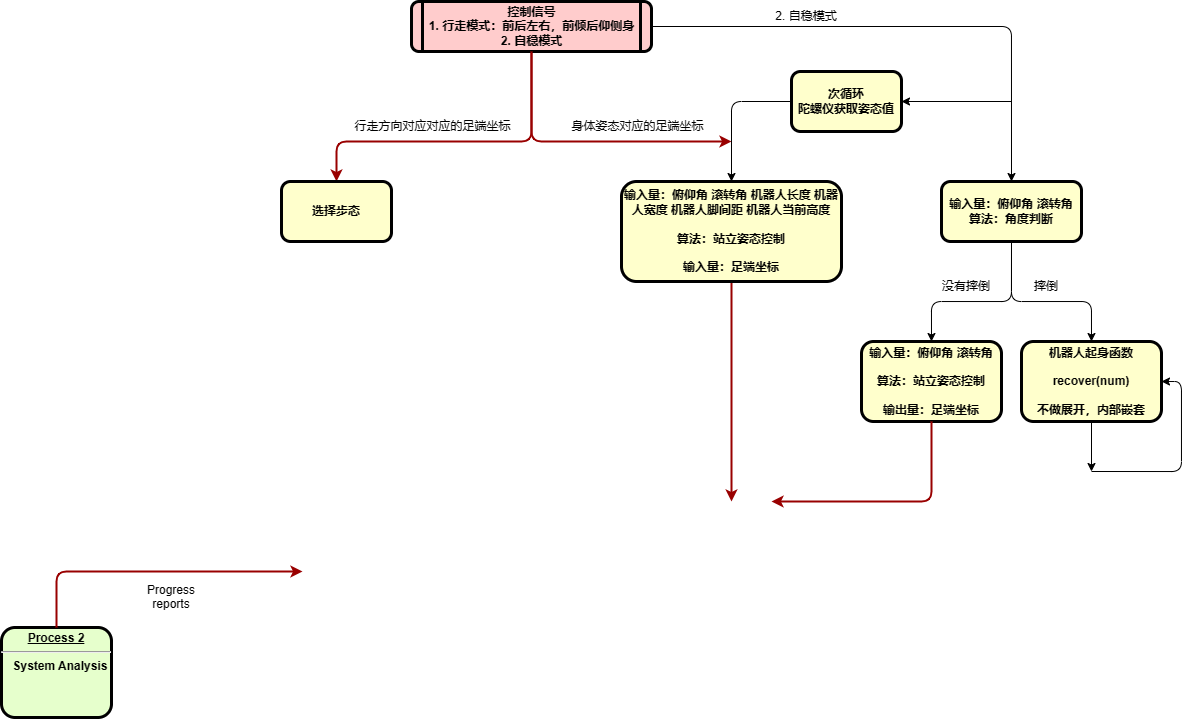 控制信号
1. 行走模式：前后左右，前倾后仰侧身
2. 自稳模式
2. 自稳模式
次循环
陀螺仪获取姿态值
行走方向对应对应的足端坐标
身体姿态对应的足端坐标
选择步态
输入量：俯仰角 滚转角 机器人长度 机器
人宽度 机器人脚间距 机器人当前高度
算法：站立姿态控制
输入量：足端坐标
输入量：俯仰角 滚转角
算法：角度判断
没有摔倒
摔倒
输入量：俯仰角 滚转角
算法：站立姿态控制
输出量：足端坐标
机器人起身函数
recover(num)
不做展开，内部嵌套
Progress
reports
Process 2
System Analysis